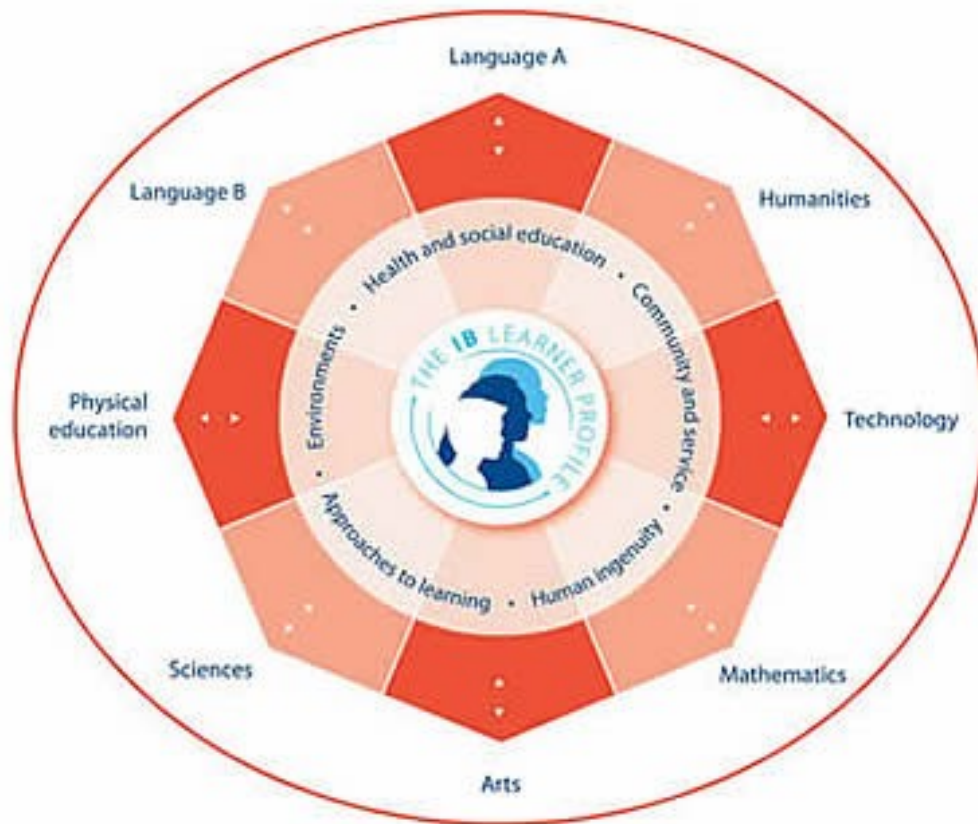 Language A
Language B
Humanities
Health and social education • Community and service • Human ingenuity • Approaches to learning • Environments •
THE IB LEARNER PROFILE
Physical
education
Technology
Sciences
Mathematics
Arts